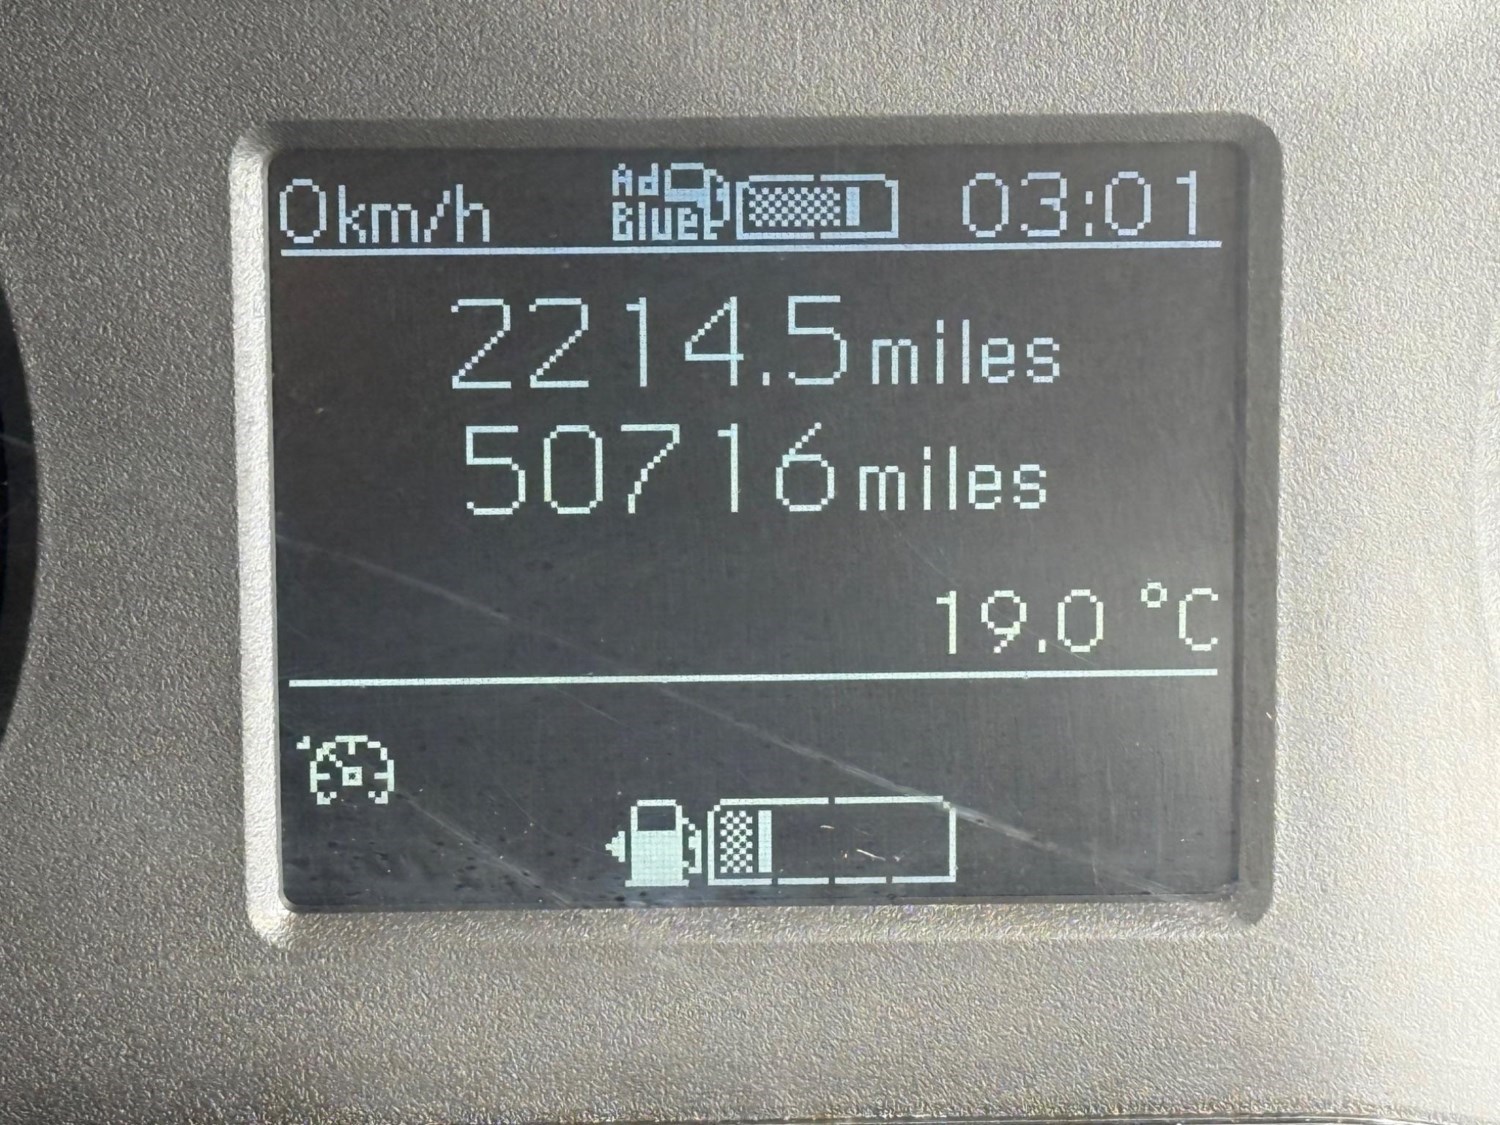 0km/h Ad Blue 03:01
2214.5 miles
50716 miles
19.0 °C